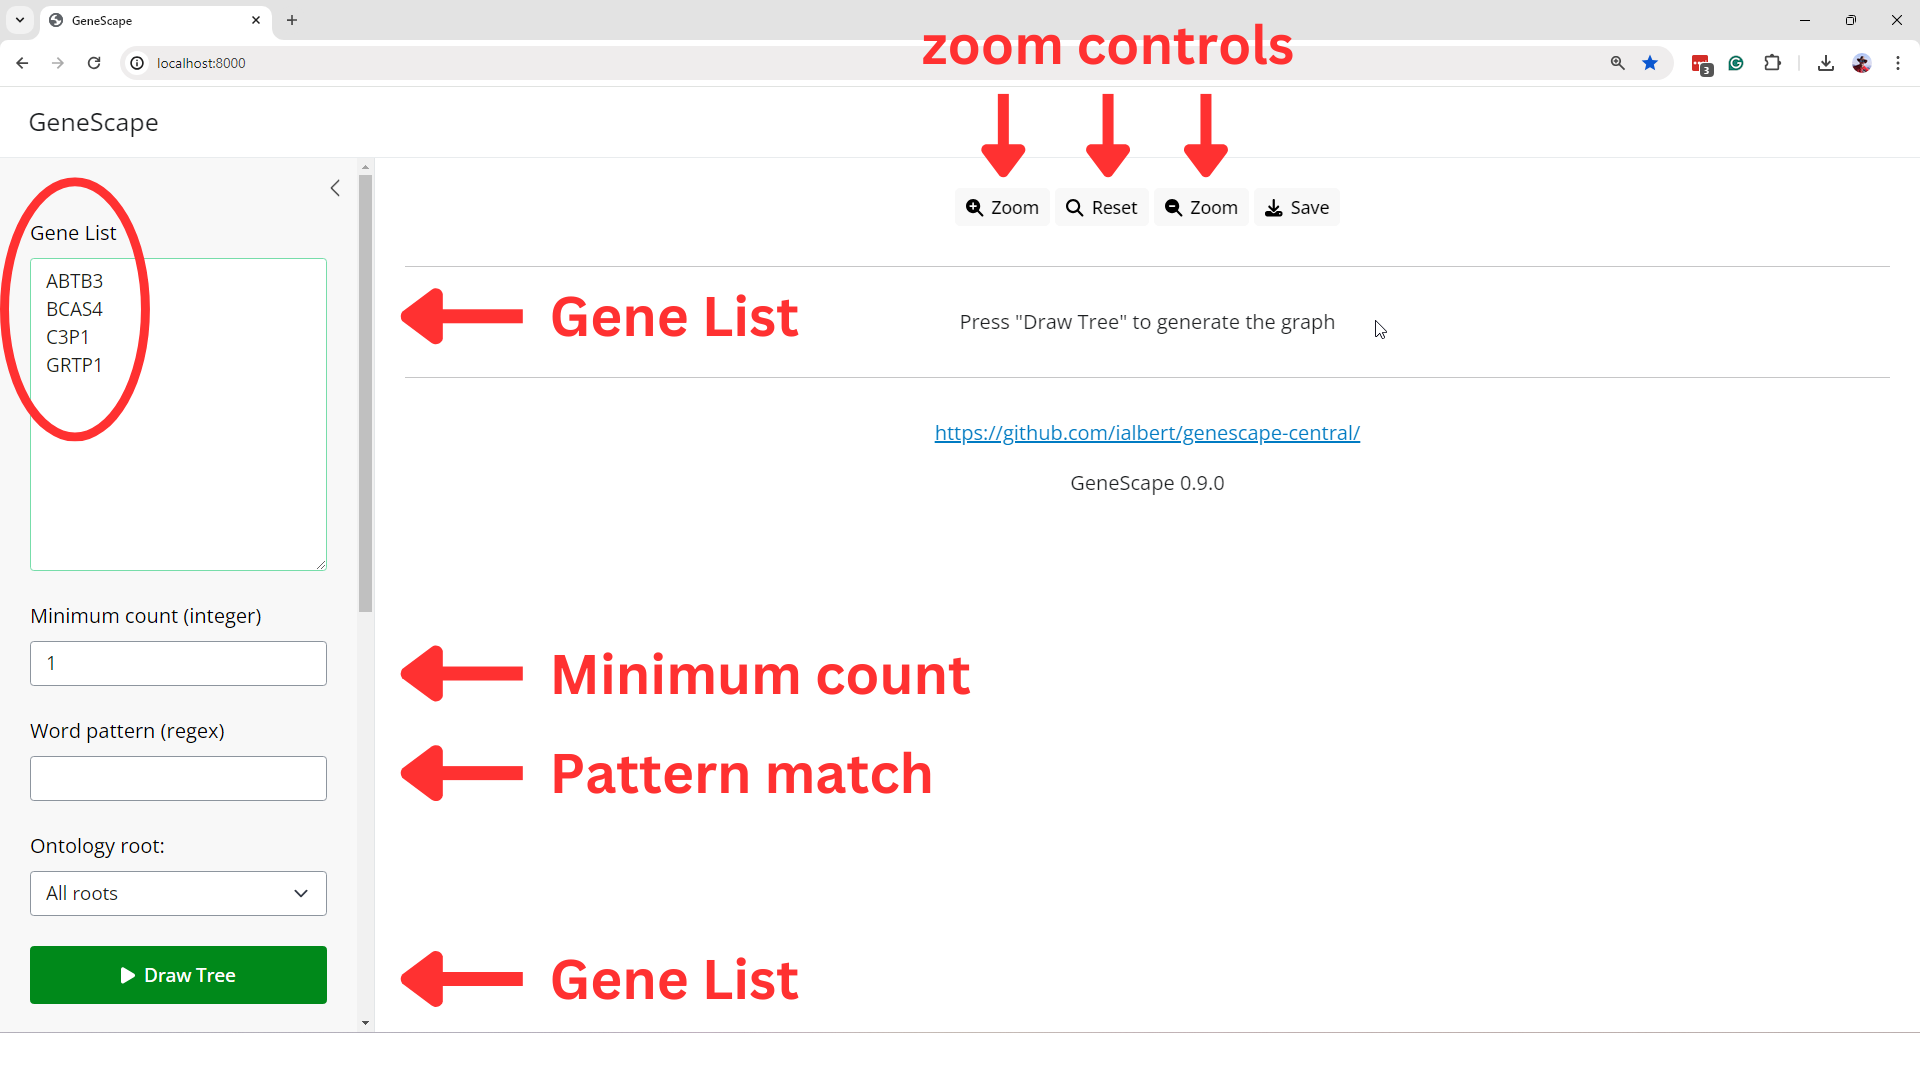 GeneScape
localhost:8000
zoom controls
3
GeneScape
Zoom
Reset
Zoom
Save
Gene List
ABTB3
BCAS4
C3P1
GRTP1
Gene List
Press "Draw Tree" to generate the graph
https://github.com/ialbert/genescape-central/
GeneScape 0.9.0
Minimum count (integer)
1
Minimum count
Word pattern (regex)
Pattern match
Ontology root:
All roots
Draw Tree
Gene List